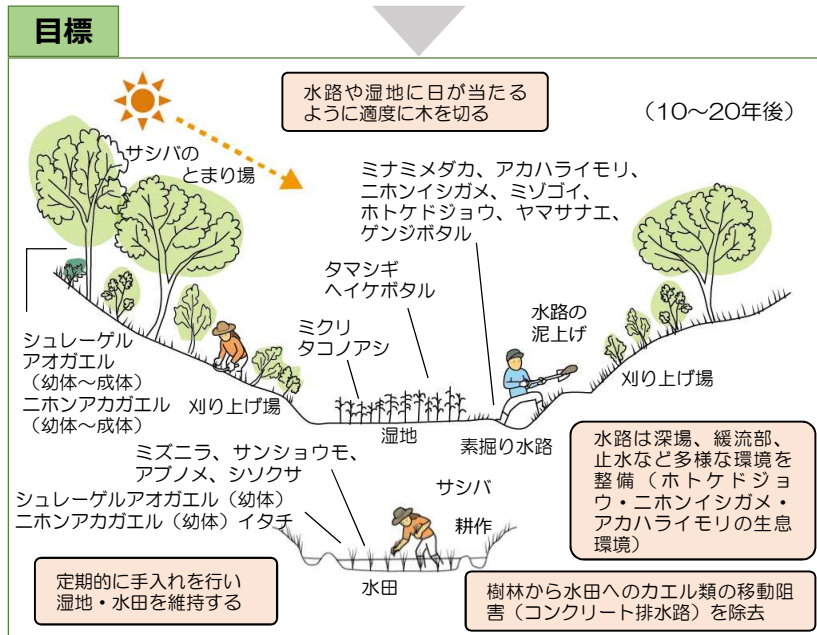 目標
水路や湿地に日が当たる
ように適度に木を切る
（10～20年後）
サシバの
とまり場
ミナミメダカ、アカハライモリ、
ニホンイシガメ、ミゾゴイ、
ホトケドジョウ、ヤマサナエ、
ゲンジボタル
タマシギ
ヘイケボタル
水路の
泥上げ
ミクリ
タコノアシ
シュレーゲル
アオガエル
（幼体～成体）
ニホンアカガエル
（幼体～成体）
刈り上げ場
刈り上げ場
湿地
素掘り水路
ミズニラ、サンショウモ、
アブノメ、シソクサ
シュレーゲルアオガエル（幼体）
ニホンアカガエル（幼体）イタチ
サシバ
耕作
水田
水路は深場、緩流部、
止水など多様な環境を
整備（ホトケドジョ
ウ・ニホンイシガメ・
アカハライモリの生息
環境）
定期的に手入れを行い
湿地・水田を維持する
樹林から水田へのカエル類の移動阻
害（コンクリート排水路）を除去